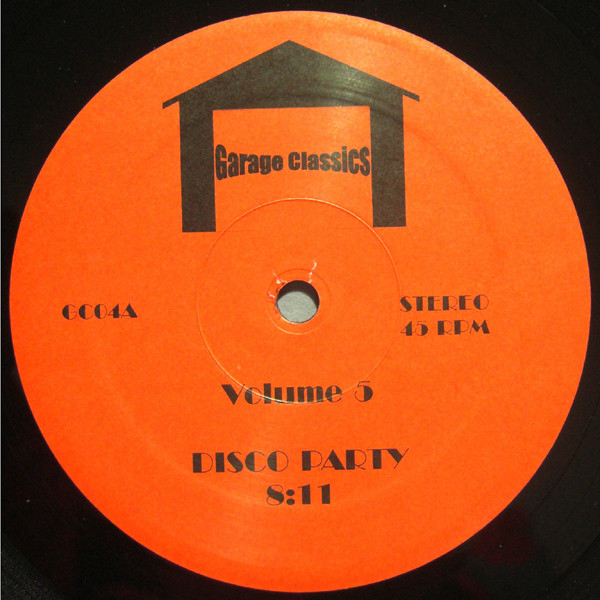 Garage Classics
GC04A
STEREO
45 RPM
Volume 5
DISCO PARTY
8:11